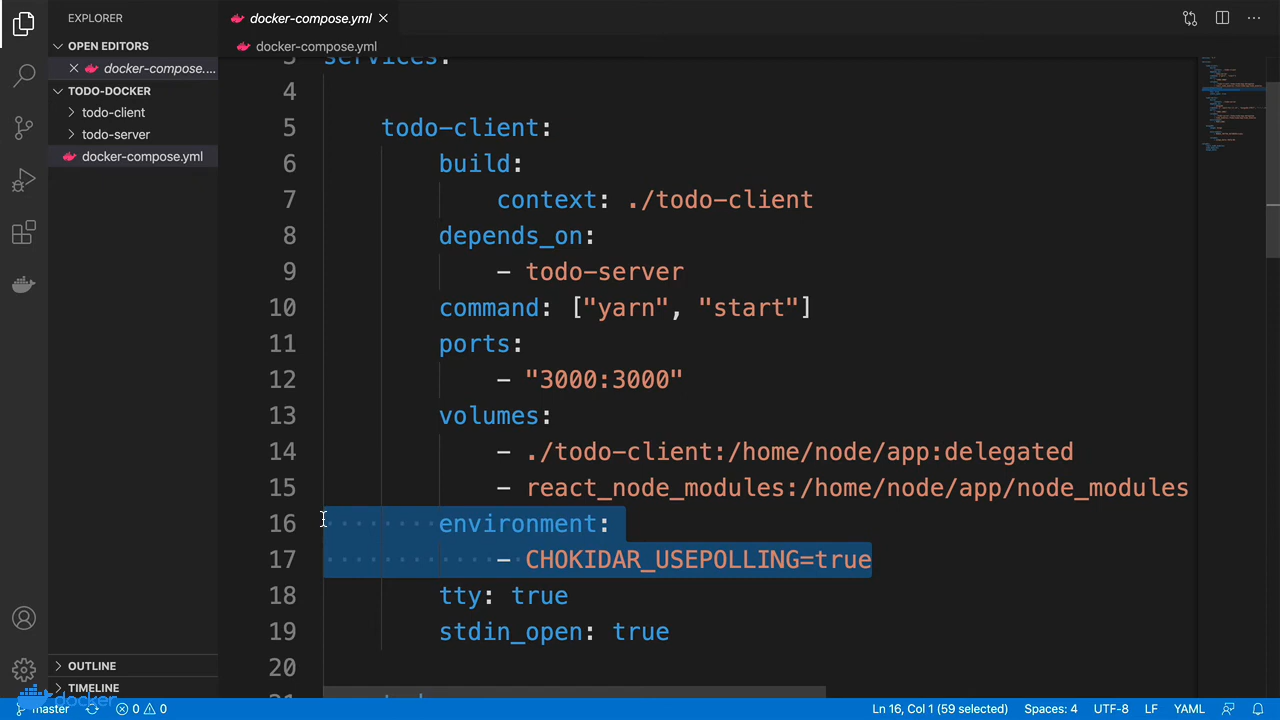 EXPLORER
OPEN EDITORS
docker-compose....
TODO-DOCKER
todo-client
todo-server
docker-compose.yml
OUTLINE
TIMELINE
docker-compose.yml
docker-compose.yml
3 services:
4
5 todo-client:
6 build:
7 context: ./todo-client
8 depends_on:
9 - todo-server
10 command: ["yarn", "start"]
11 ports:
12 - "3000:3000"
13 volumes:
14 - ./todo-client:/home/node/app:delegated
15 - react_node_modules:/home/node/app/node_modules
16 environment:
17 - CHOKIDAR_USEPOLLING=true
18 tty: true
19 stdin_open: true
20
docker
master 0 0 Ln 16, Col 1 (59 selected) Spaces: 4 UTF-8 LF YAML